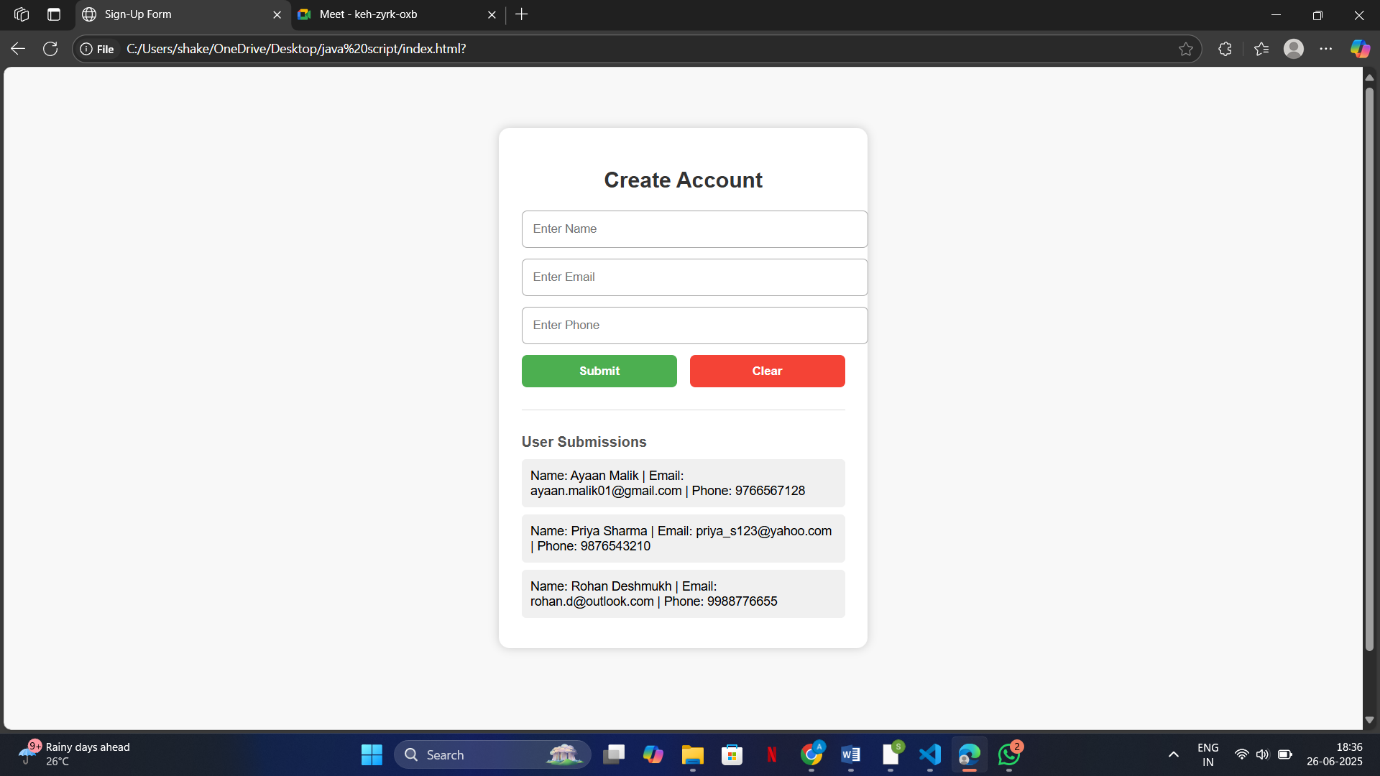 Sign-Up Form
Meet - keh-zyrk-oxb
File C:/Users/shake/OneDrive/Desktop/java%20script/index.html?
Create Account
Enter Name
Enter Email
Enter Phone
Submit Clear
User Submissions
Name: Ayaan Malik | Email:
ayaan.malik01@gmail.com | Phone: 9766567128
Name: Priya Sharma | Email: priya_s123@yahoo.com
| Phone: 9876543210
Name: Rohan Deshmukh | Email:
rohan.d@outlook.com | Phone: 9988776655
9+ Rainy days ahead
26°C
Search
A
W
S
2
ENG
IN
18:36
26-06-2025